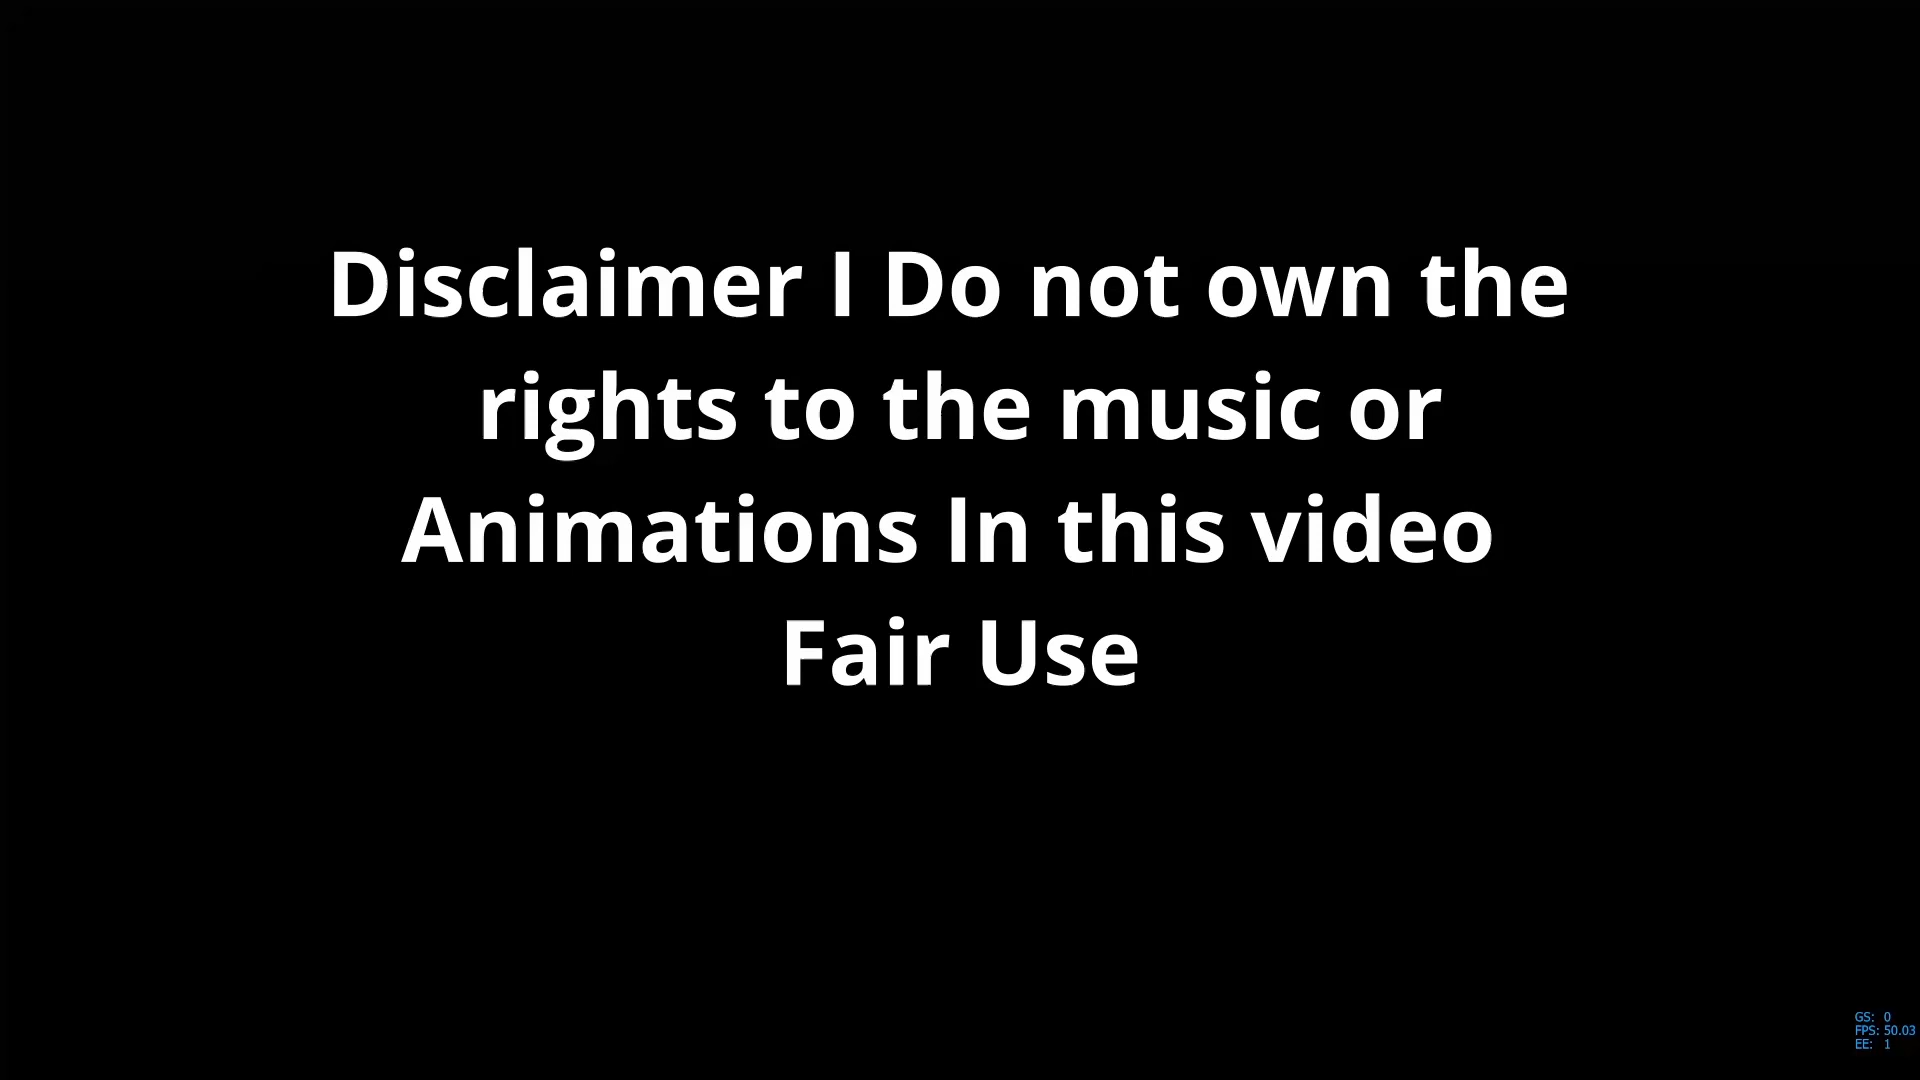 Disclaimer I Do not own the
rights to the music or
Animations In this video
Fair Use
GS: 0
FPS: 50.03
EE: 1